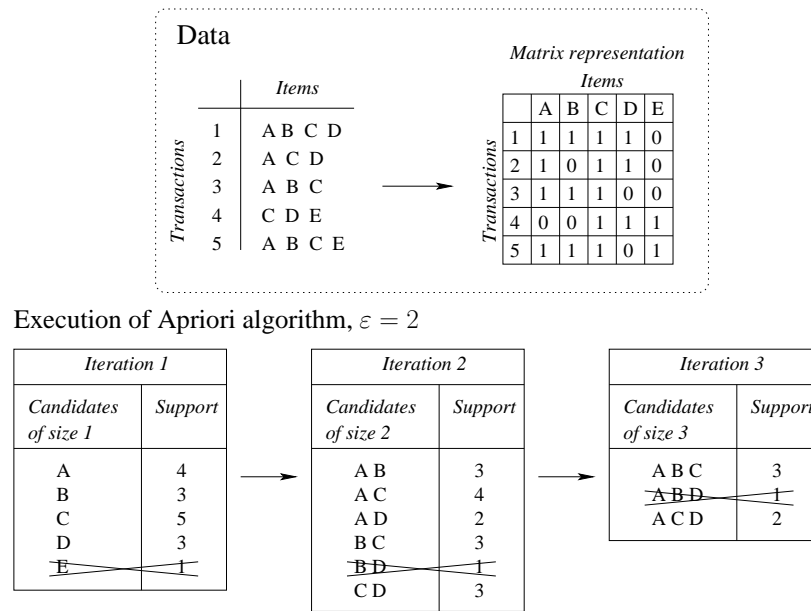 Data
Items
Transactions
1 A B C D
2 A C D
3 A B C
4 C D E
5 A B C E
Matrix representation
Items
Transactions
A B C D E
1 1 1 1 1 0
2 1 0 1 1 0
3 1 1 1 0 0
4 0 0 1 1 1
5 1 1 1 0 1
Execution of Apriori algorithm, ε = 2
Iteration 1
Candidates of size 1 Support
A 4
B 3
C 5
D 3
E 1
Iteration 2
Candidates of size 2 Support
A B 3
A C 4
A D 2
B C 3
B D 1
C D 3
Iteration 3
Candidates of size 3 Support
A B C 3
A B D 1
A C D 2